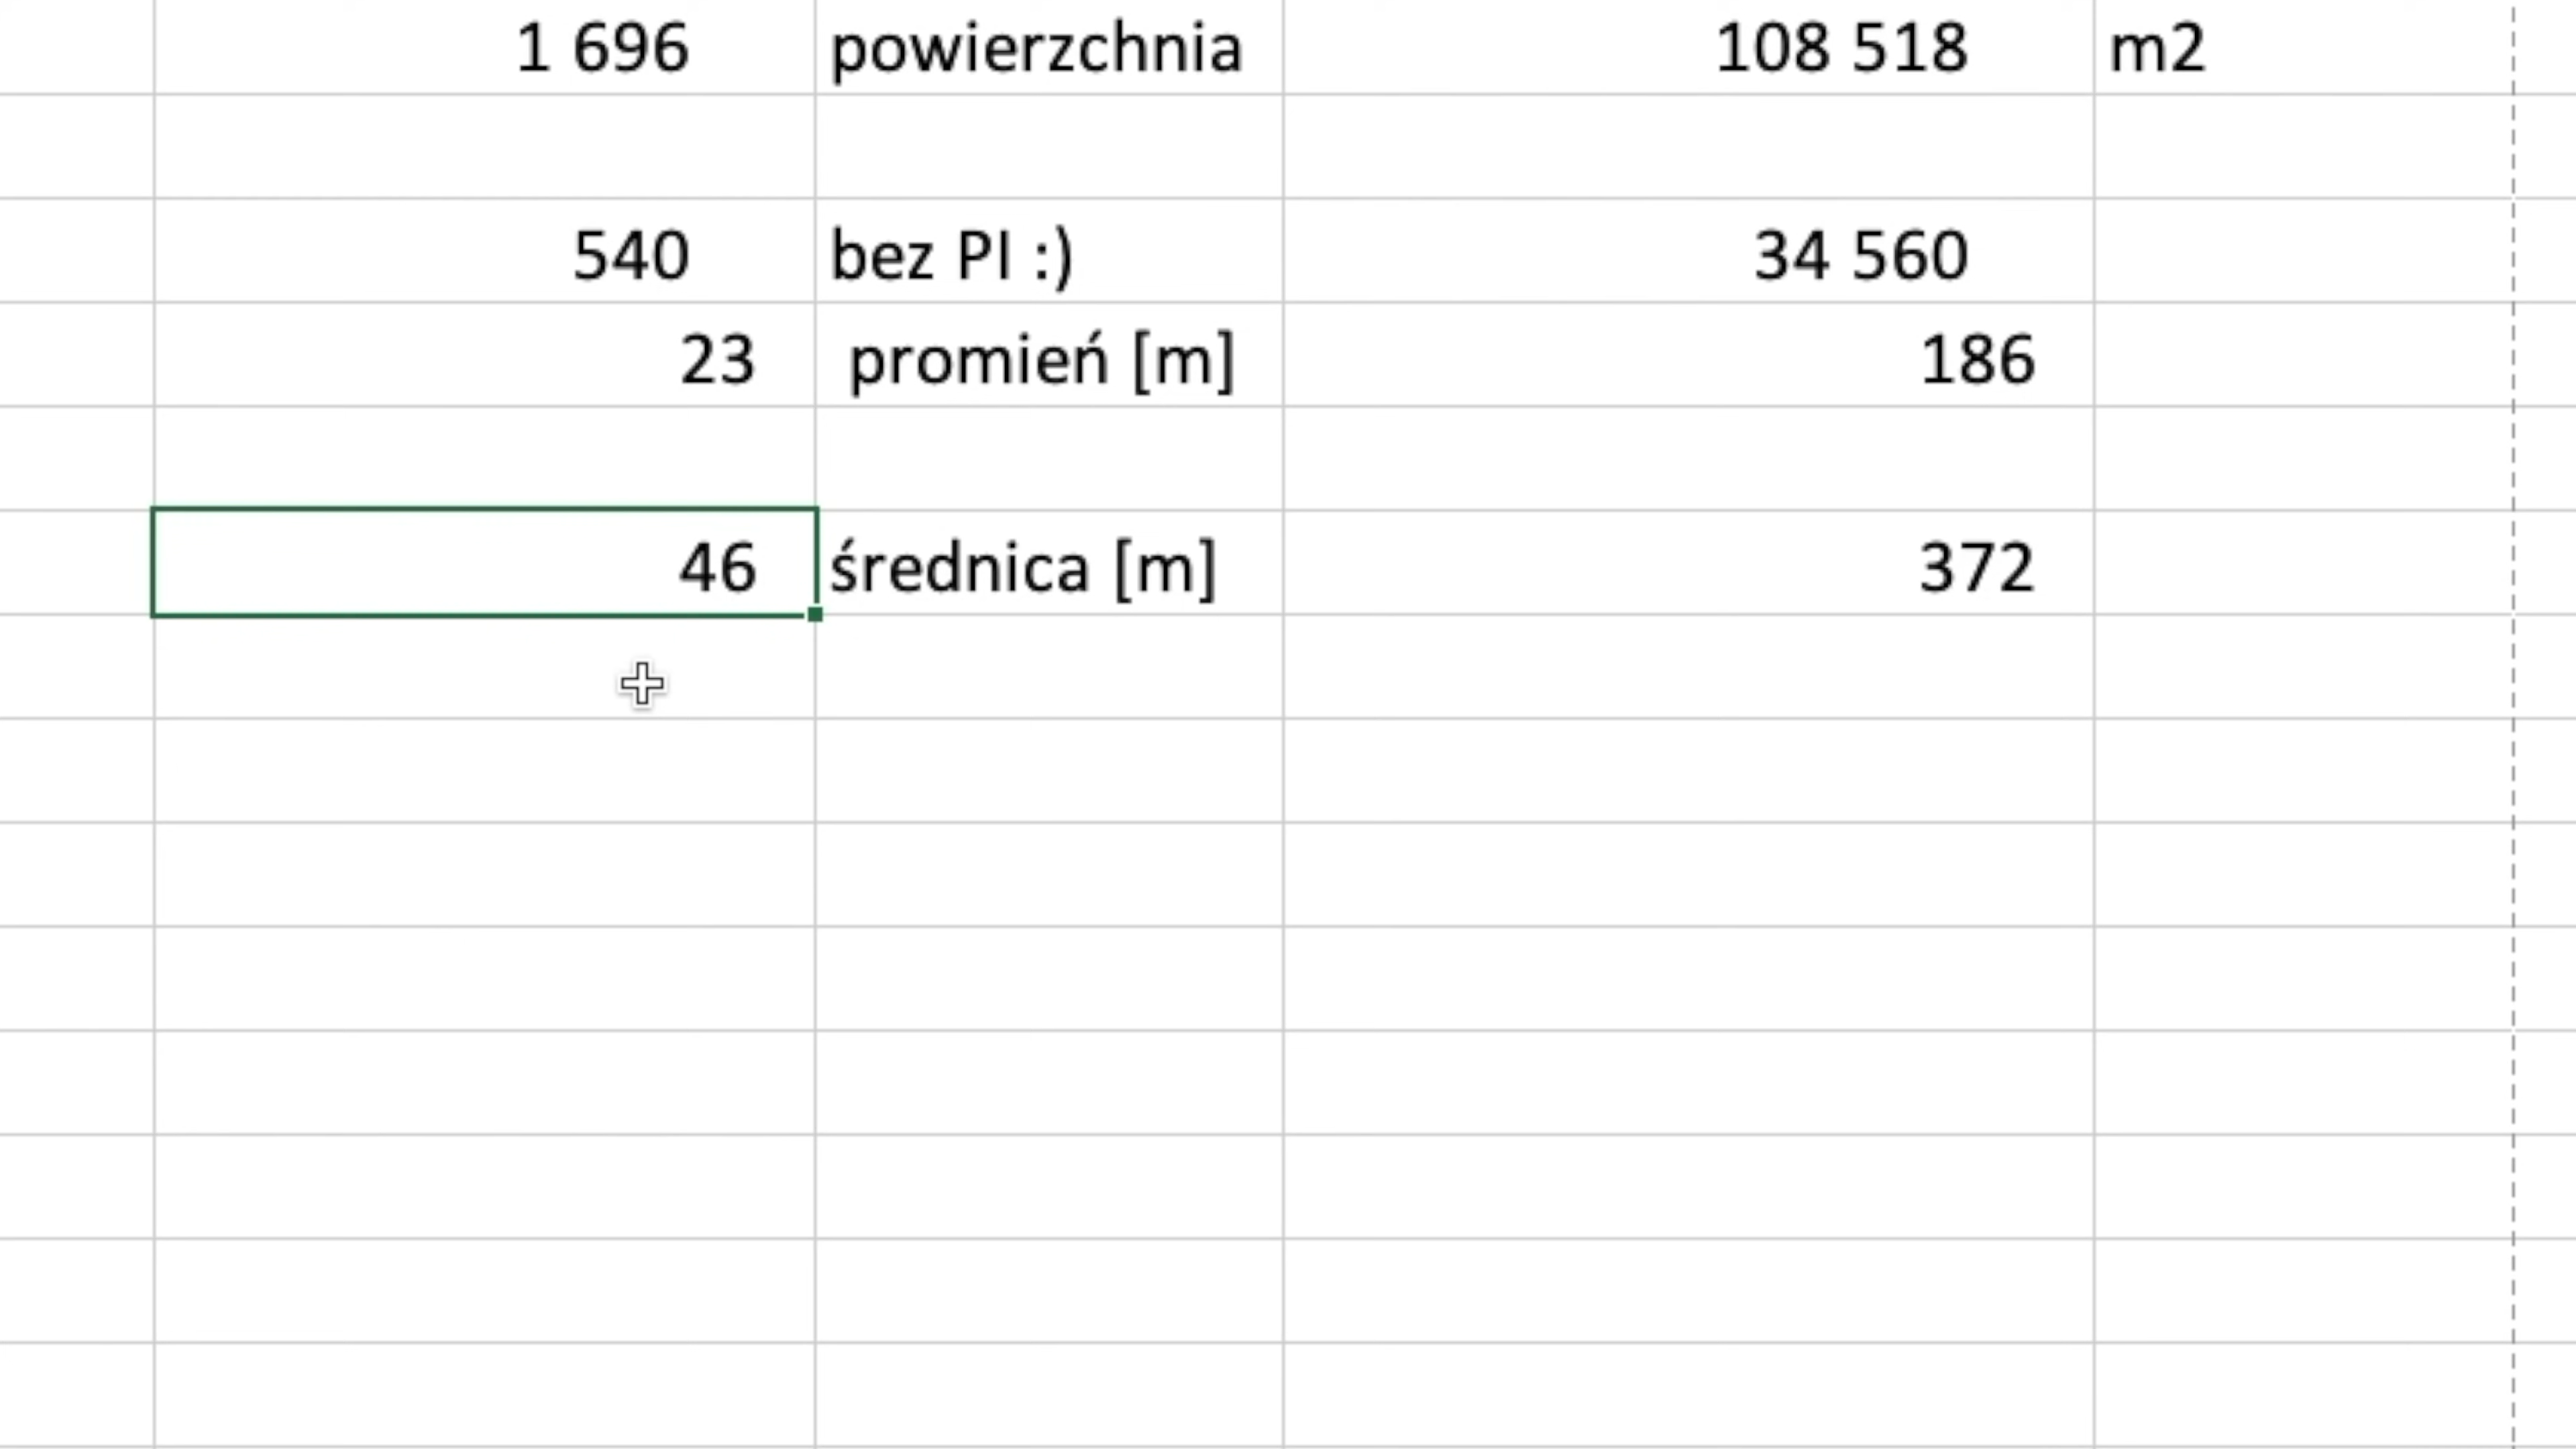 1 696 powierzchnia 108 518 m2
540 bez PI :) 34 560
23 promień [m] 186
46 średnica [m] 372